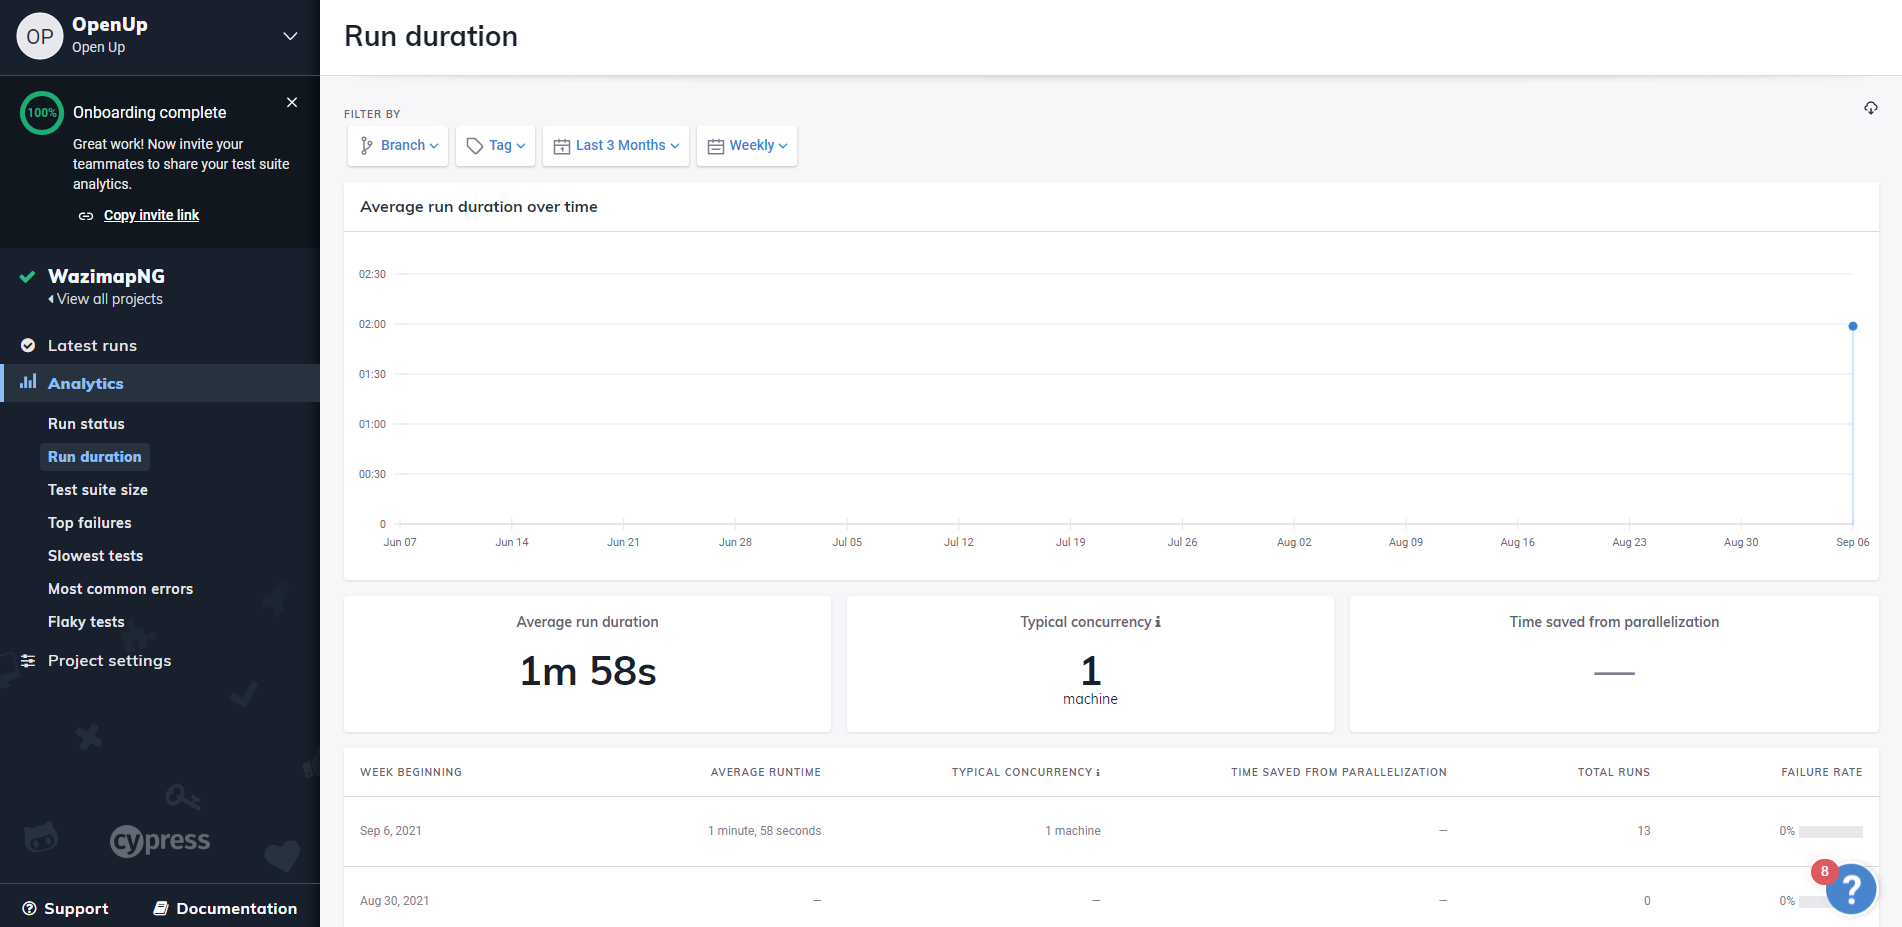 OP
OpenUp
Open Up
100%
Onboarding complete
Great work! Now invite your
teammates to share your test suite
analytics.
Copy invite link
WazimapNG
View all projects
Latest runs
Analytics
Run status
Run duration
Test suite size
Top failures
Slowest tests
Most common errors
Flaky tests
Project settings
cypress
Support
Documentation
Run duration
FILTER BY
Branch
Tag
Last 3 Months
Weekly
Average run duration over time
02:30
02:00
01:30
01:00
00:30
0
Jun 07 Jun 14 Jun 21 Jun 28 Jul 05 Jul 12 Jul 19 Jul 26 Aug 02 Aug 09 Aug 16 Aug 23 Aug 30 Sep 06
Average run duration
1m 58s
Typical concurrency
1
machine
Time saved from parallelization
—
WEEK BEGINNING AVERAGE RUNTIME TYPICAL CONCURRENCY TIME SAVED FROM PARALLELIZATION TOTAL RUNS FAILURE RATE
Sep 6, 2021 1 minute, 58 seconds 1 machine – 13 0%
Aug 30, 2021 – – – 0 0%
8
?